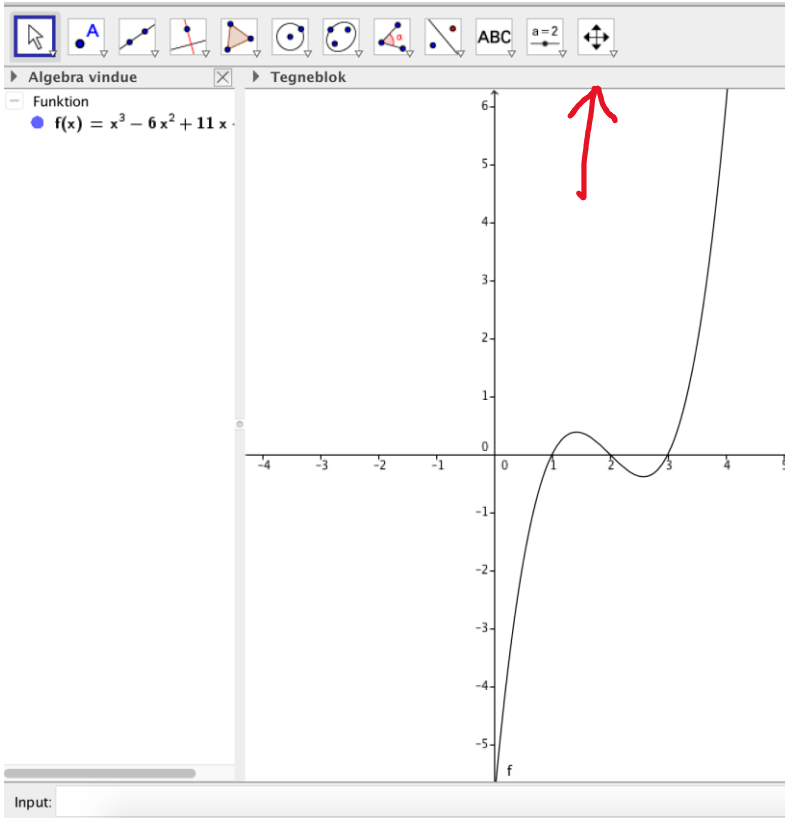 A
α
ABC
a=2
Algebra vindue
Tegneblok
Funktion
f(x) = x³ − 6 x² + 11 x
6
5
4
3
2
1
0
-4 -3 -2 -1 0 1 2 3 4 5
-1
-2
-3
-4
-5
f
Input: